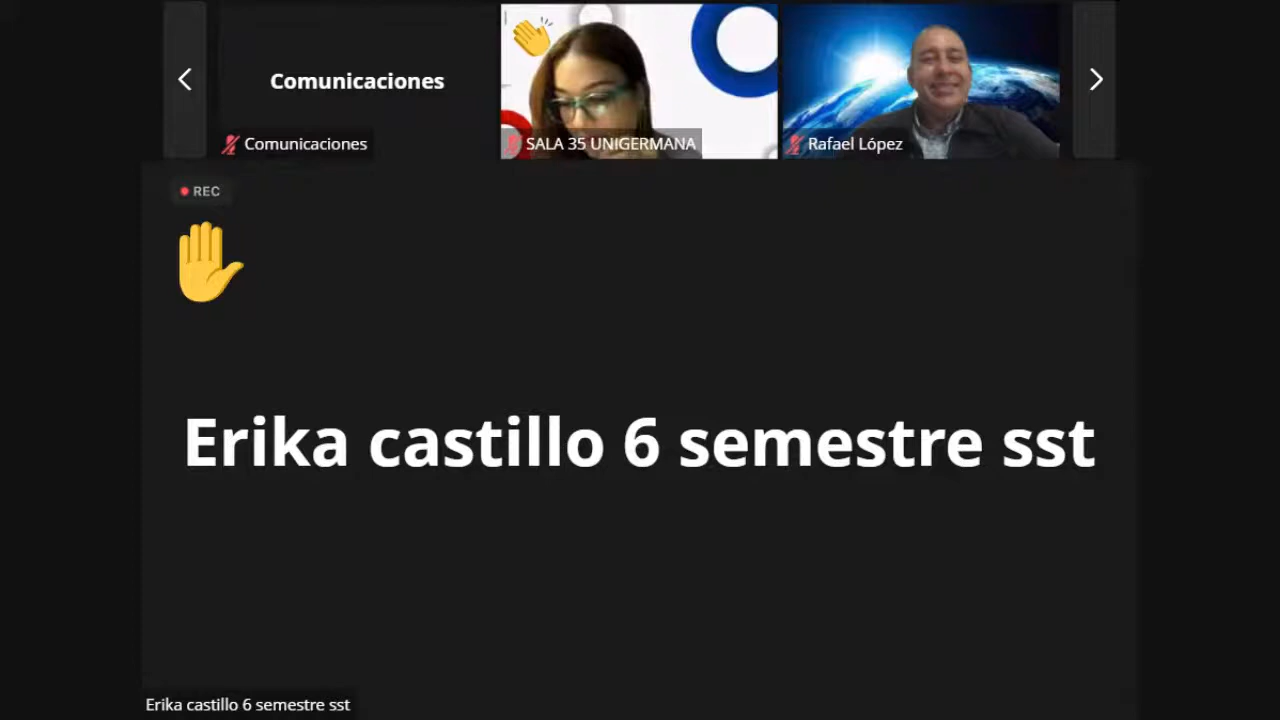 Comunicaciones
Comunicaciones
SALA 35 UNIGERMANA
Rafael López
REC
Erika castillo 6 semestre sst
Erika castillo 6 semestre sst